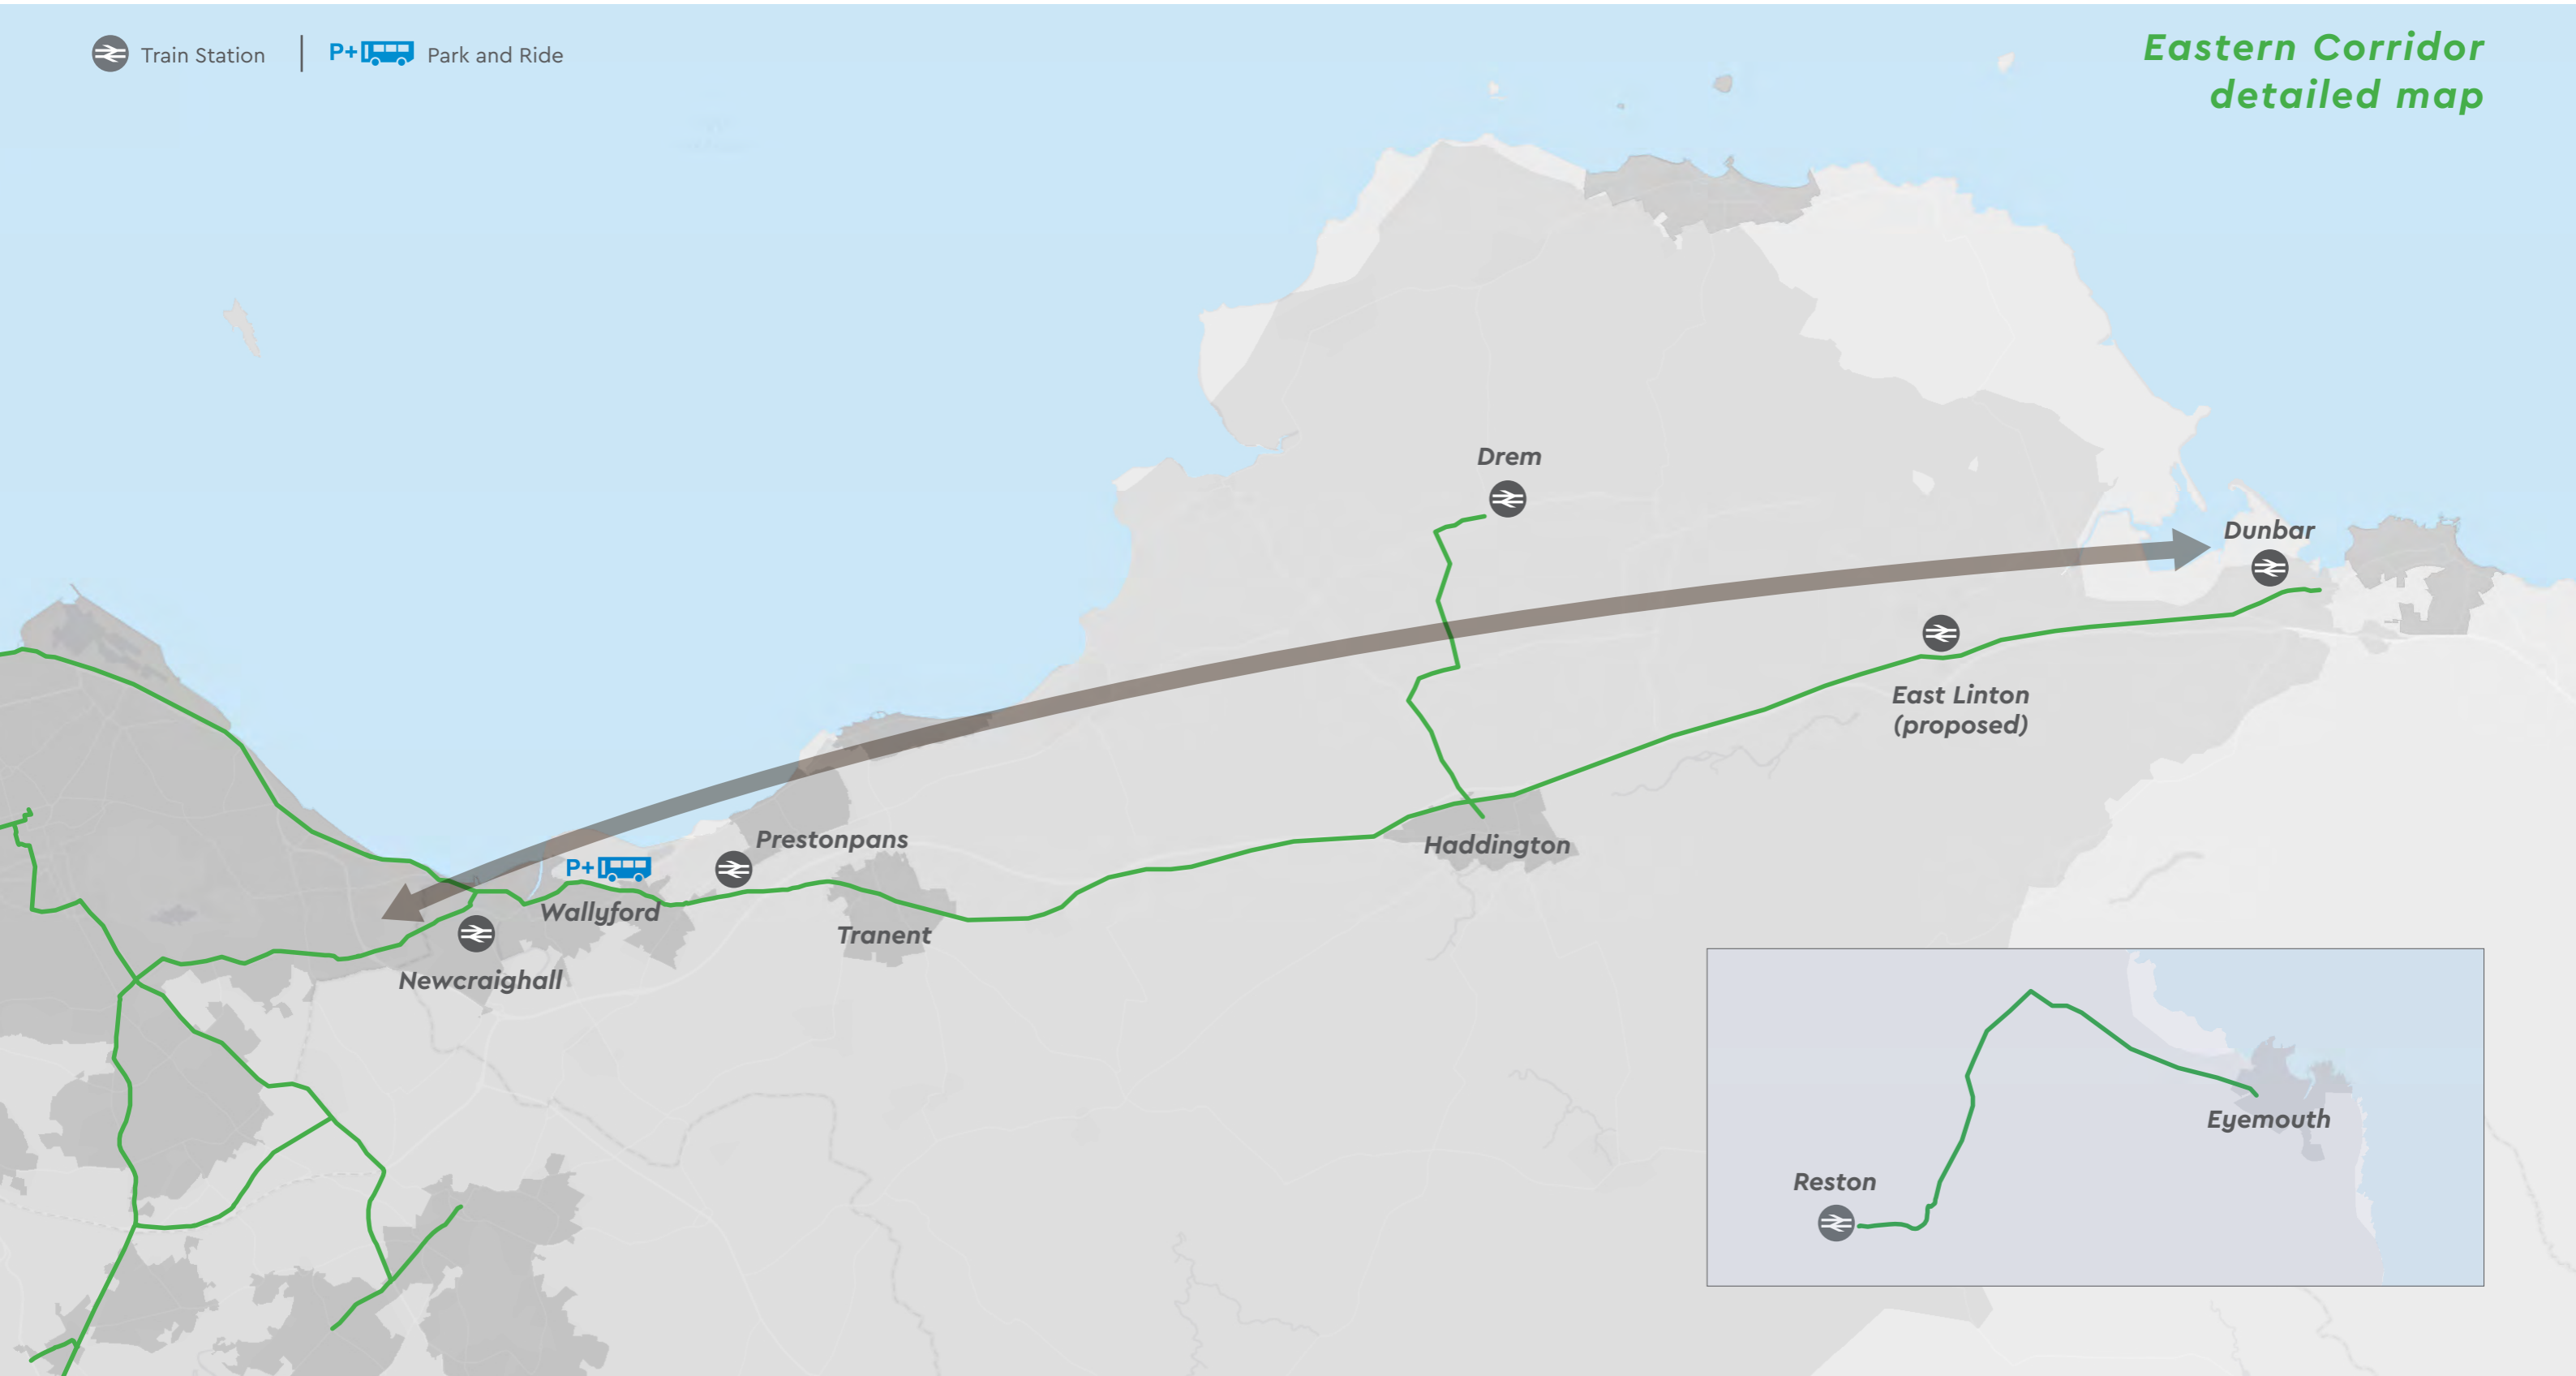 Train Station
P+ Park and Ride
Eastern Corridor
detailed map
Drem
Dunbar
East Linton
(proposed)
Prestonpans
Haddington
P+
Wallyford
Tranent
Newcraighall
Eyemouth
Reston